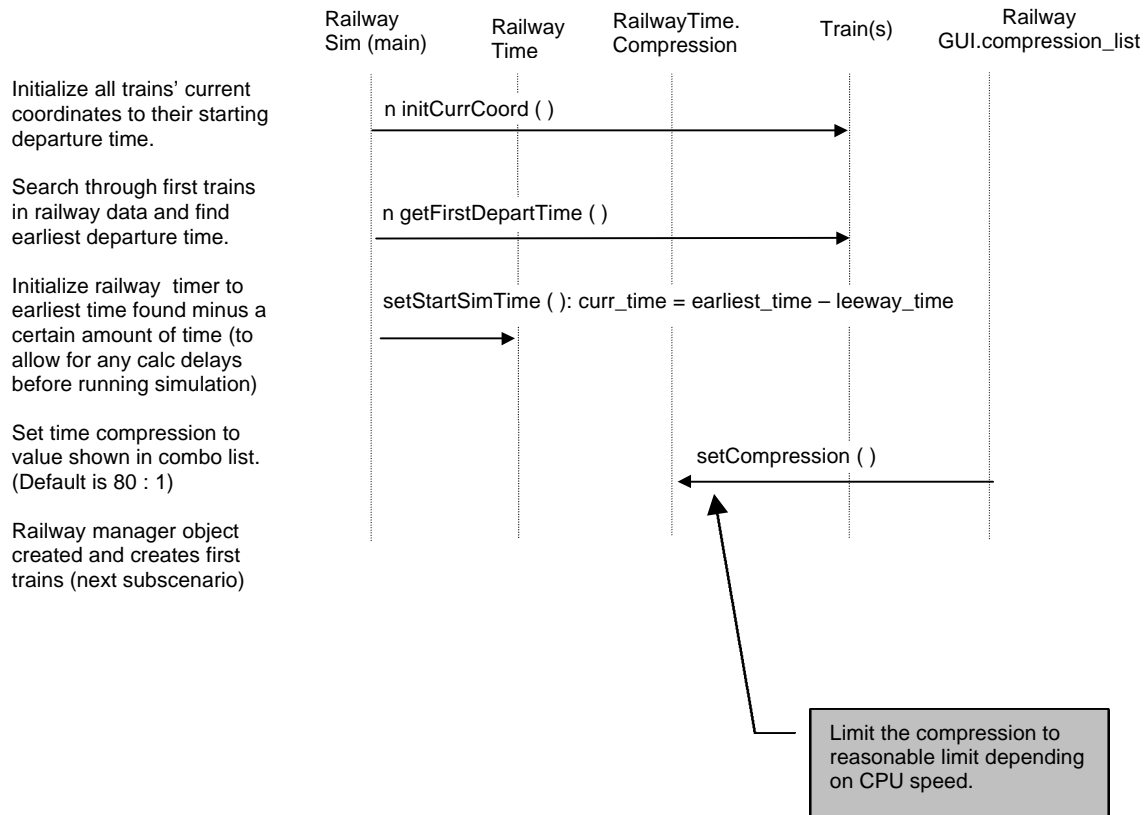 Railway
Sim (main)
Railway
Time
RailwayTime.
Compression
Train(s)
Railway
GUI.compression_list
Initialize all trains’ current
coordinates to their starting
departure time.
n initCurrCoord ( )
Search through first trains
in railway data and find
earliest departure time.
n getFirstDepartTime ( )
Initialize railway timer to
earliest time found minus a
certain amount of time (to
allow for any calc delays
before running simulation)
setStartSimTime ( ): curr_time = earliest_time – leeway_time
Set time compression to
value shown in combo list.
(Default is 80 : 1)
setCompression ( )
Railway manager object
created and creates first
trains (next subscenario)
Limit the compression to
reasonable limit depending
on CPU speed.